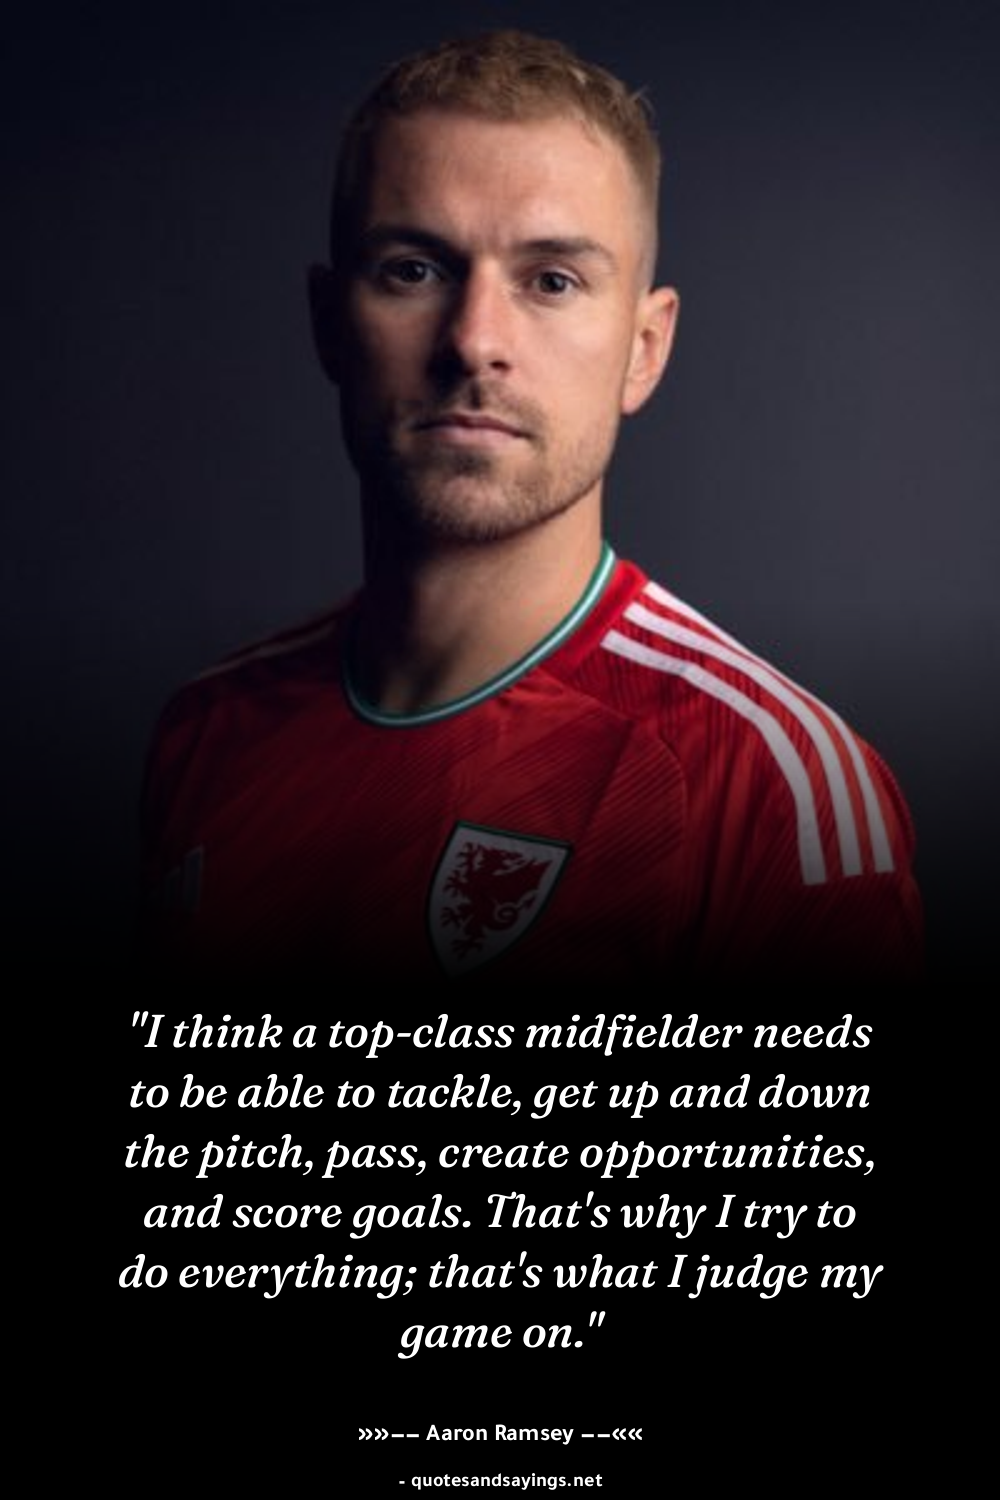 "I think a top-class midfielder needs
to be able to tackle, get up and down
the pitch, pass, create opportunities,
and score goals. That's why I try to
do everything; that's what I judge my
game on."
»»–– Aaron Ramsey ––««
- quotesandsayings.net